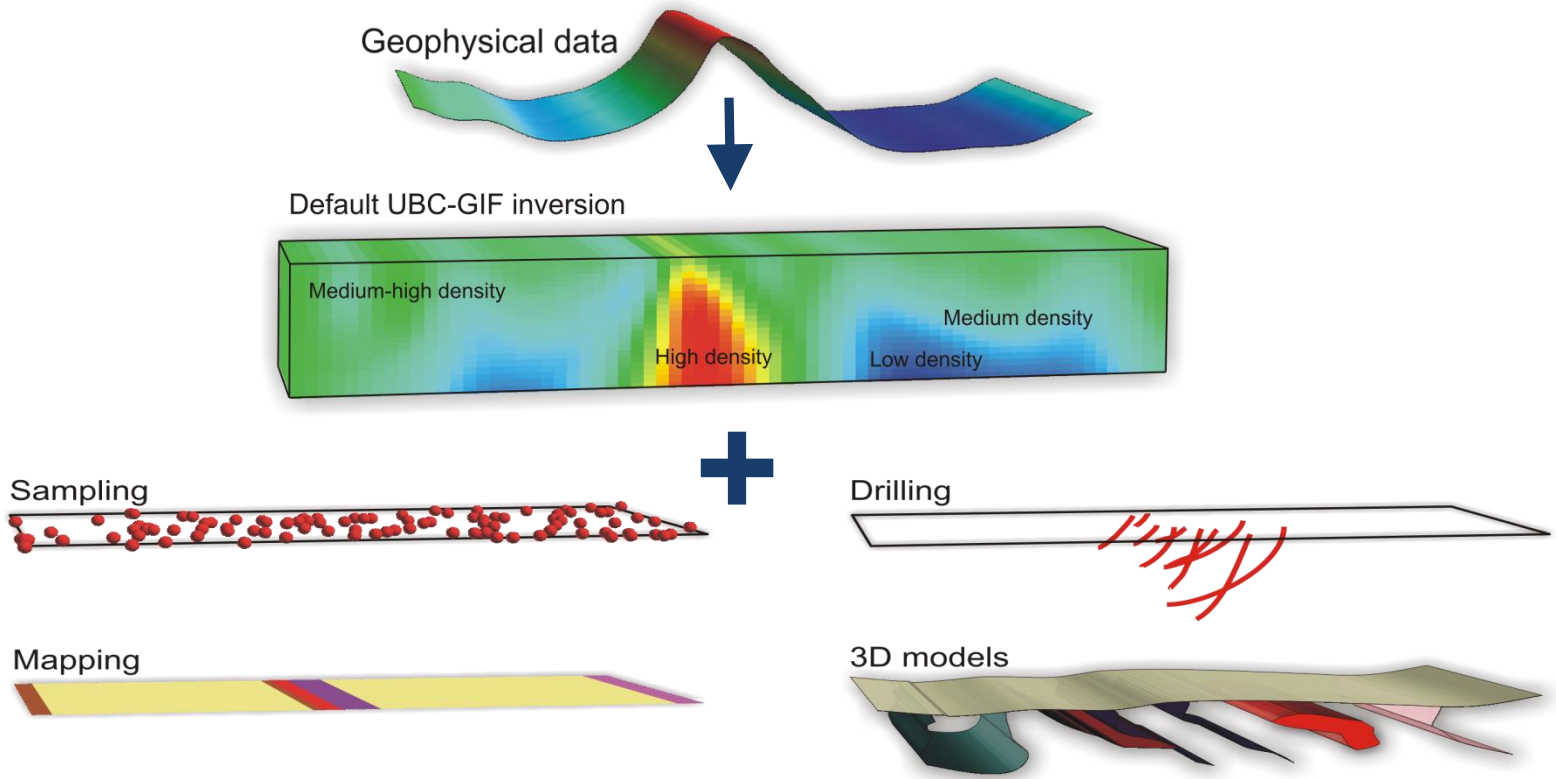 Geophysical data
Default UBC-GIF inversion
Medium-high density
Medium density
High density
Low density
Sampling
Drilling
Mapping
3D models